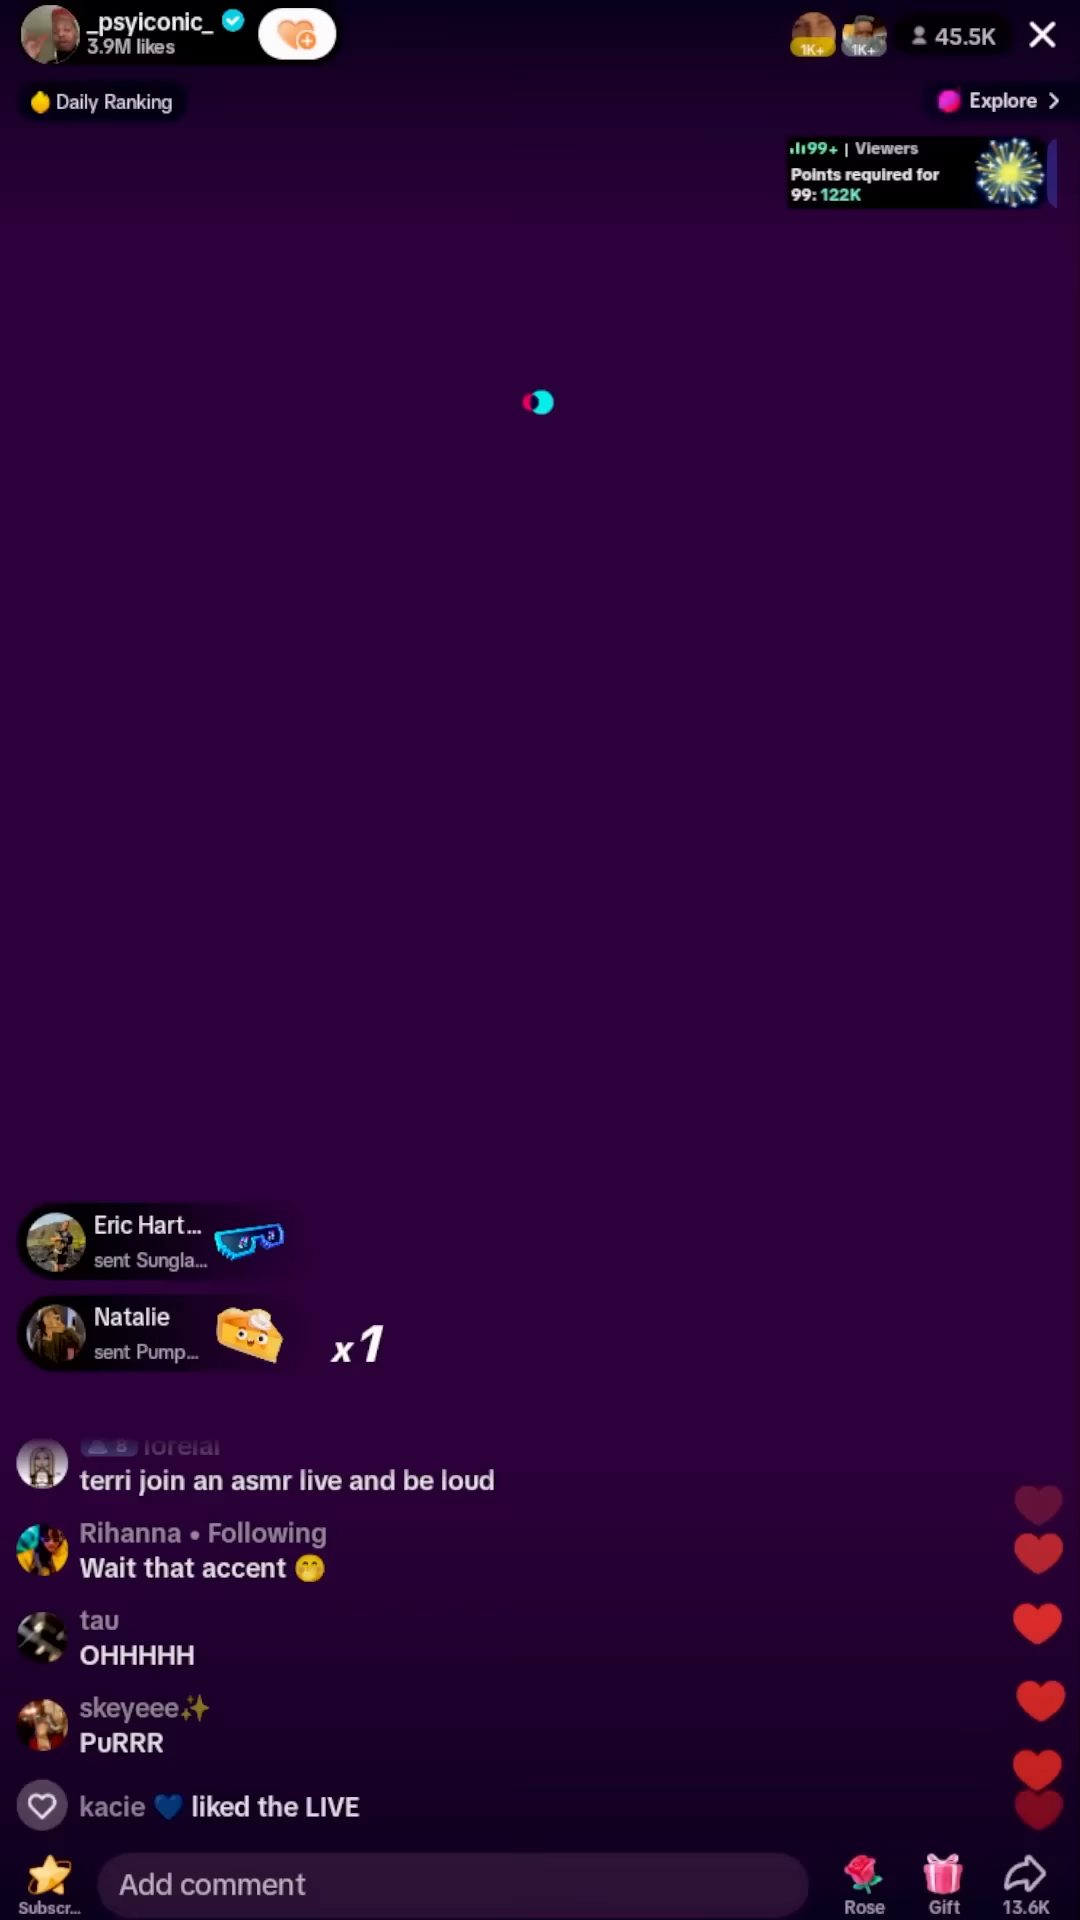 _psyiconic_
3.9M likes
1K+
1K+
45.5K
Daily Ranking
Explore
99+ | Viewers
Points required for
99: 122K
Eric Hart...
sent Sungla...
Natalie
sent Pump...
x1
8 lorelai
terri join an asmr live and be loud
Rihanna • Following
Wait that accent 🤭
tau
OHHHHH
skeyeee✨
PuRRR
kacie 💙 liked the LIVE
Subscr...
Add comment
Rose
Gift
13.6K